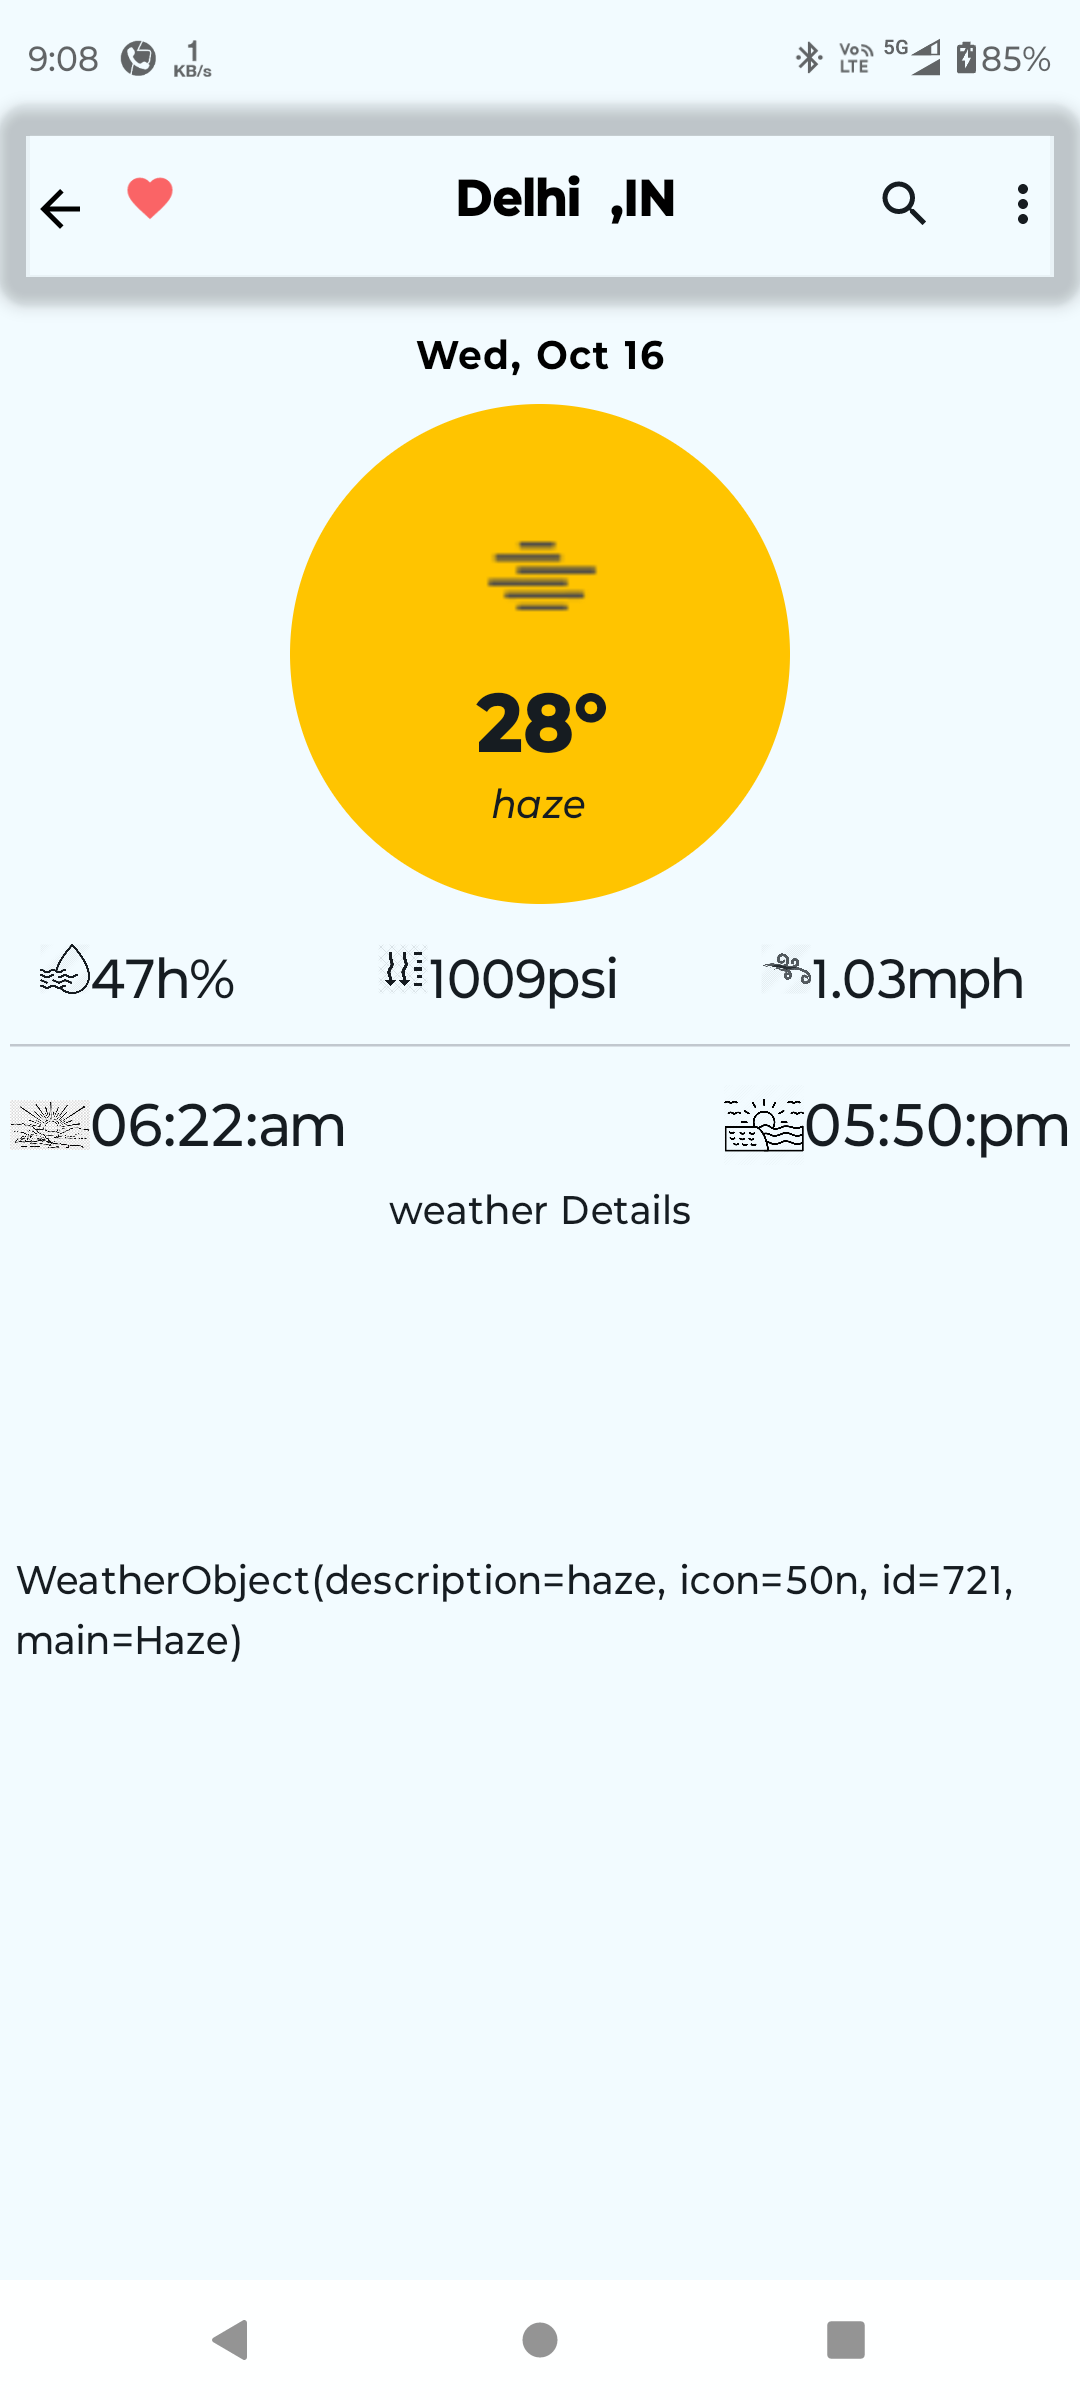 9:08 1 KB/s Vo LTE 5G 85%
Delhi ,IN
Wed, Oct 16
28°
haze
47h% 1009psi 1.03mph
06:22:am 05:50:pm
weather Details
WeatherObject(description=haze, icon=50n, id=721,
main=Haze)